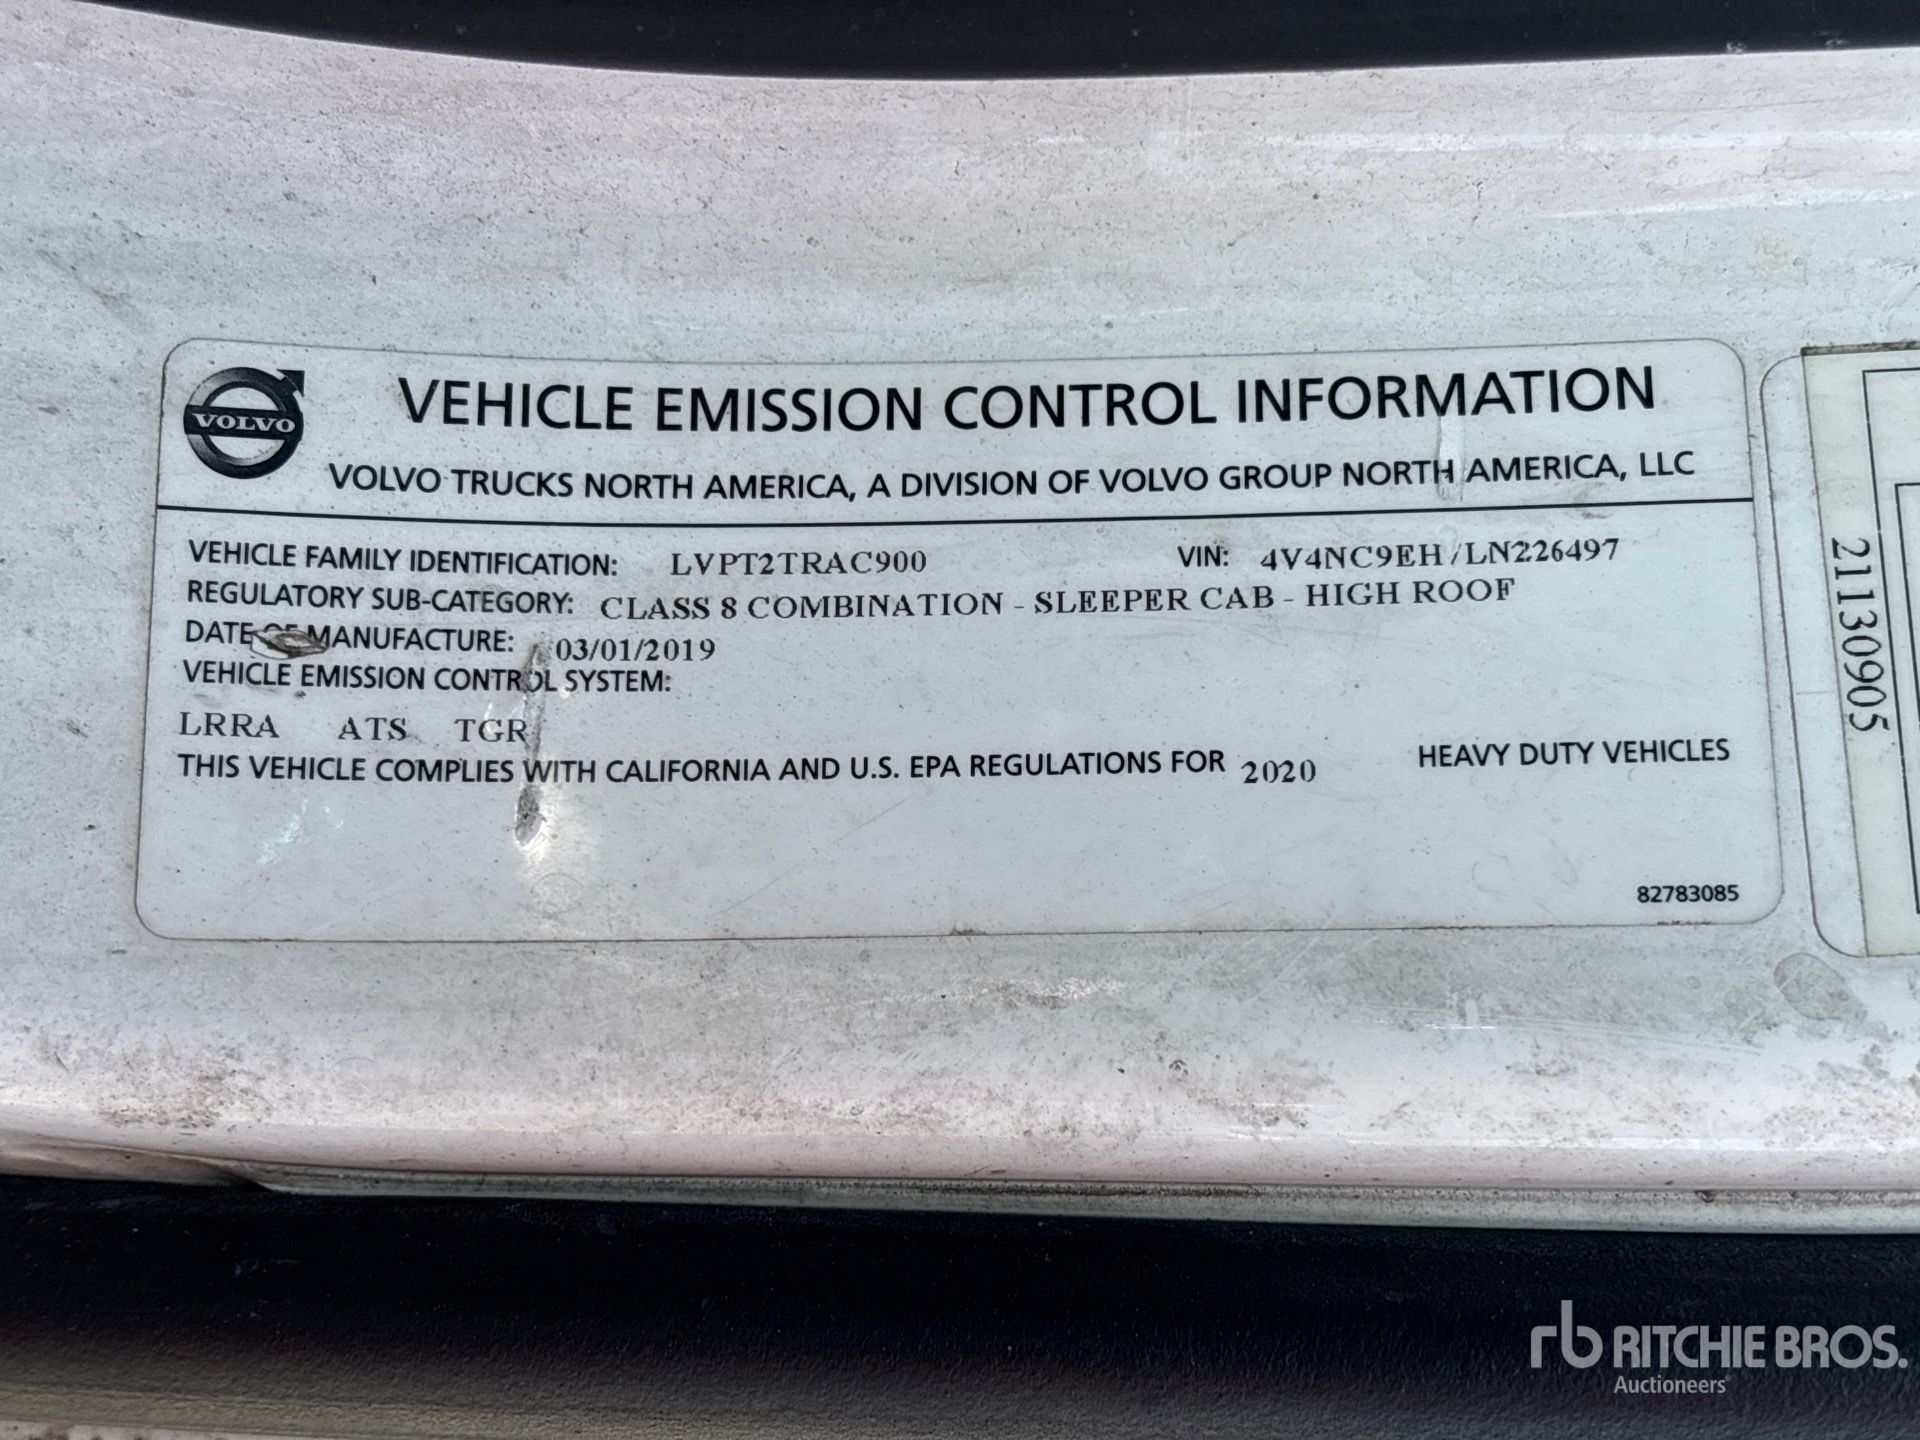 VOLVO
VEHICLE EMISSION CONTROL INFORMATION
VOLVO TRUCKS NORTH AMERICA, A DIVISION OF VOLVO GROUP NORTH AMERICA, LLC
VEHICLE FAMILY IDENTIFICATION: LVPT2TRAC900 VIN: 4V4NC9EH/LN226497
REGULATORY SUB-CATEGORY: CLASS 8 COMBINATION - SLEEPER CAB - HIGH ROOF
DATE OF MANUFACTURE: 03/01/2019
VEHICLE EMISSION CONTROL SYSTEM:
LRRA ATS TGR
THIS VEHICLE COMPLIES WITH CALIFORNIA AND U.S. EPA REGULATIONS FOR 2020 HEAVY DUTY VEHICLES
82783085
21130905
rb RITCHIE BROS.
Auctioneers